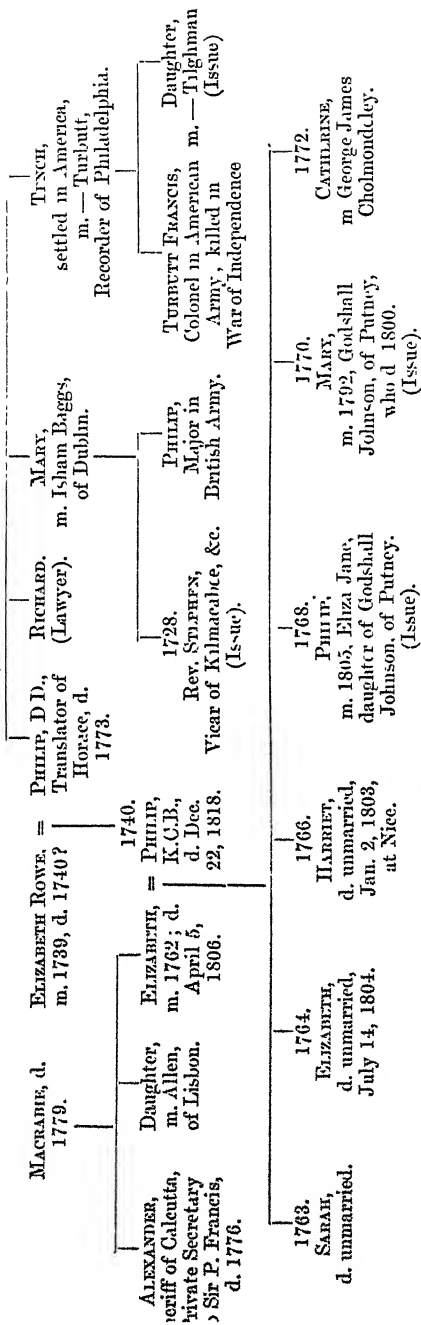 MACRABIE, d.
1779.
ELIZABETH ROWE, =
m. 1739, d. 1740?
PHILIP, D D,
Translator of
Horace, d.
1773.
RICHARD.
(Lawyer).
MARY,
m. Isham Baggs,
of Dublin.
TENCH,
settled in America,
m. — Turbutt,
Recorder of Philadelphia.
ALEXANDER,
eriff of Calcutta,
rivate Secretary
o Sir P. Francis,
d. 1776.
Daughter,
m. Allen,
of Lisbon.
ELIZABETH, =
m. 1762; d.
April 5,
1806.
1740.
PHILIP,
K.C.B.,
d. Dec.
22, 1818.
1728.
Rev. STEPHEN,
Vicar of Kilmacabce, &c.
(Issue).
PHILIP,
Major in
British Army.
TURBUTT FRANCIS,
Colonel in American
Army, killed in
War of Independence
Daughter,
m. — Tilghman
(Issue)
1763.
SARAH,
d. unmarried.
1764.
ELIZABETH,
d. unmarried,
July 14, 1804.
1766.
HARRIET,
d. unmarried,
Jan. 2, 1803,
at Nice.
1768.
PHILIP,
m. 1805, Eliza Jane,
daughter of Godshall
Johnson, of Putney.
(Issue).
1770.
MARY,
m. 1792, Godshall
Johnson, of Putney,
who d 1800.
(Issue).
1772.
CATHERINE,
m George James
Cholmondeley.